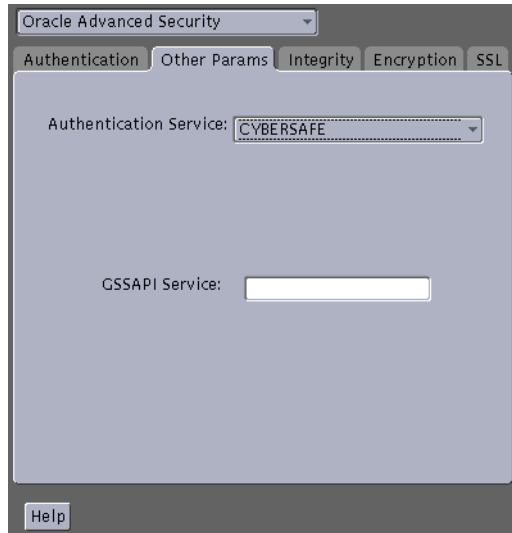 Oracle Advanced Security
Authentication Other Params Integrity Encryption SSL
Authentication Service: CYBERSAFE
GSSAPI Service:
Help